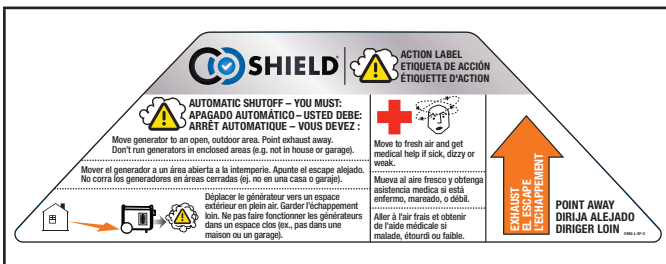 CO SHIELD®
ACTION LABEL
ETIQUETA DE ACCIÓN
ÉTIQUETTE D'ACTION
AUTOMATIC SHUTOFF – YOU MUST:
APAGADO AUTOMÁTICO – USTED DEBE:
ARRÊT AUTOMATIQUE – VOUS DEVEZ :
Move generator to an open, outdoor area. Point exhaust away.
Don't run generators in enclosed areas (e.g. not in house or garage).
Mover el generador a un área abierta a la intemperie. Apunte el escape alejado.
No corra los generadores en áreas cerradas (ej. no en una casa o garaje).
Déplacer le générateur vers un espace
extérieur en plein air. Garder l'échappement
loin. Ne pas faire fonctionner les générateurs
dans un espace clos (ex., pas dans une
maison ou un garage).
Move to fresh air and get
medical help if sick, dizzy or
weak.
Mueva al aire fresco y obtenga
asistencia medica si está
enfermo, mareado, o débil.
Aller à l'air frais et obtenir
de l'aide médicale si
malade, étourdi ou faible.
EXHAUST
EL ESCAPE
L'ECHAPPEMENT
POINT AWAY
DIRIJA ALEJADO
DIRIGER LOIN